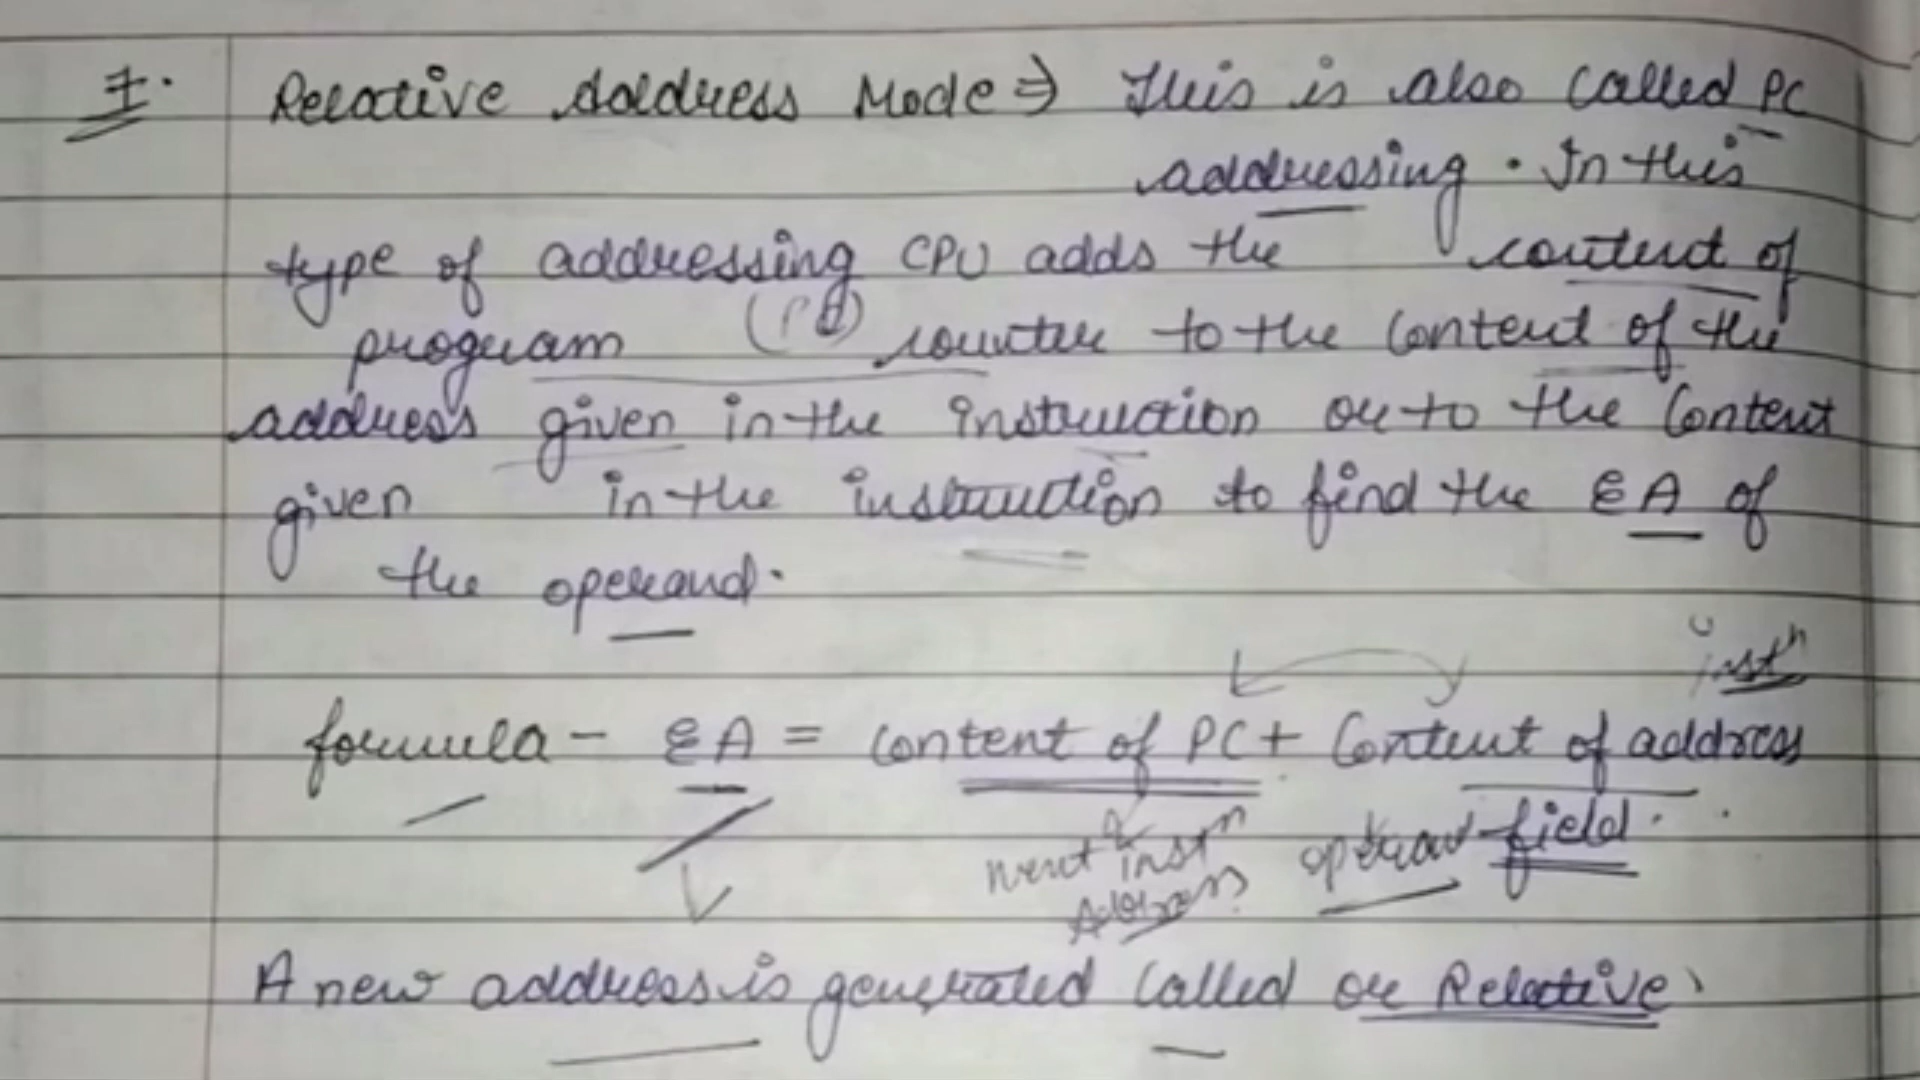 7. Relative Address Mode ⇒ This is also called PC
addressing. In this
type of addressing CPU adds the content of
program (PC) counter to the content of the
address given in the instruction or to the content
given in the instruction to find the EA of
the operand.
instn
formula - EA = content of PC + Content of address
field.
next instn operand
Address
A new address is generated called or Relative.